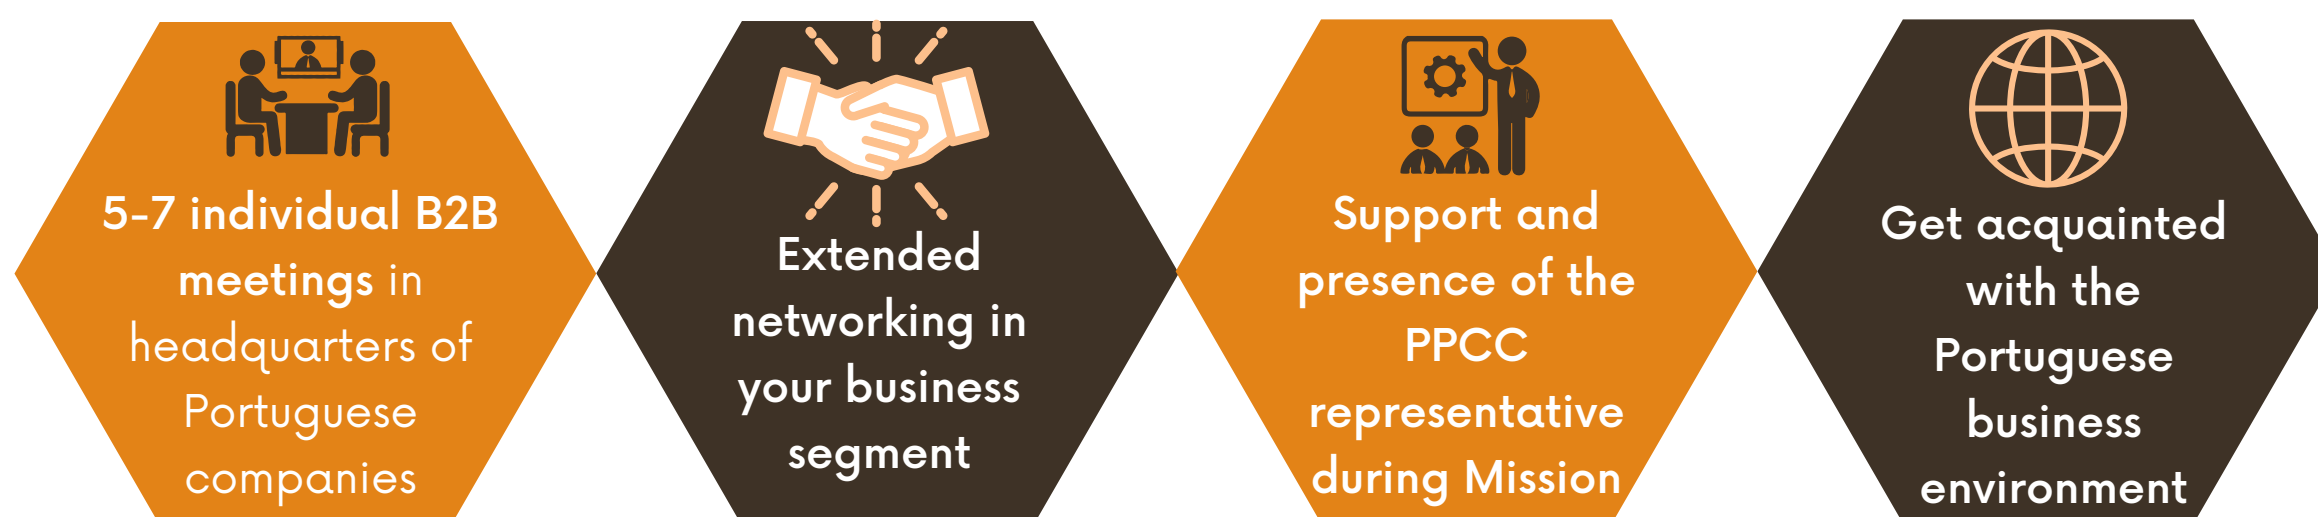 5-7 individual B2B
meetings in
headquarters of
Portuguese
companies
Extended
networking in
your business
segment
Support and
presence of the
PPCC
representative
during Mission
Get acquainted
with the
Portuguese
business
environment